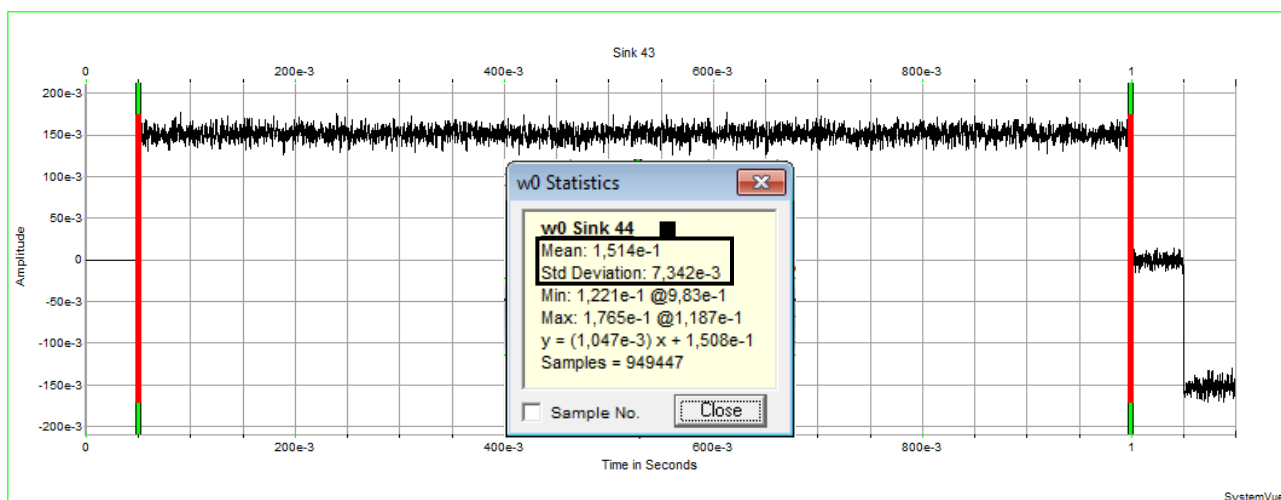 Sink 43
0 200e-3 400e-3 600e-3 800e-3 1
200e-3
150e-3
100e-3
50e-3
0
-50e-3
-100e-3
-150e-3
-200e-3
Amplitude
w0 Statistics
w0 Sink 44
Mean: 1,514e-1
Std Deviation: 7,342e-3
Min: 1,221e-1 @9,83e-1
Max: 1,765e-1 @1,187e-1
y = (1,047e-3) x + 1,508e-1
Samples = 949447
Sample No.
Close
0 200e-3 400e-3 600e-3 800e-3 1
Time in Seconds
SystemVue